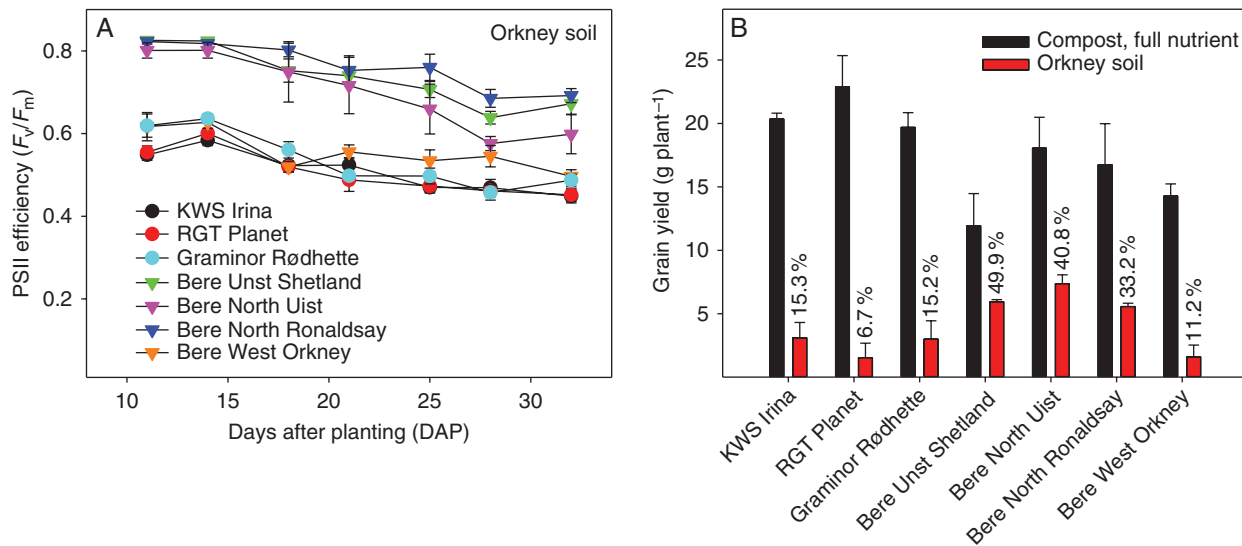 A
Orkney soil
PSII efficiency (Fv/Fm)
0.8
0.6
0.4
0.2
KWS Irina
RGT Planet
Graminor Rødhette
Bere Unst Shetland
Bere North Uist
Bere North Ronaldsay
Bere West Orkney
10 15 20 25 30
Days after planting (DAP)
B
Compost, full nutrient
Orkney soil
Grain yield (g plant–1)
25
20
15
10
5
15.3 %
6.7 %
15.2 %
49.9 %
40.8 %
33.2 %
11.2 %
KWS Irina
RGT Planet
Graminor Rødhette
Bere Unst Shetland
Bere North Uist
Bere North Ronaldsay
Bere West Orkney